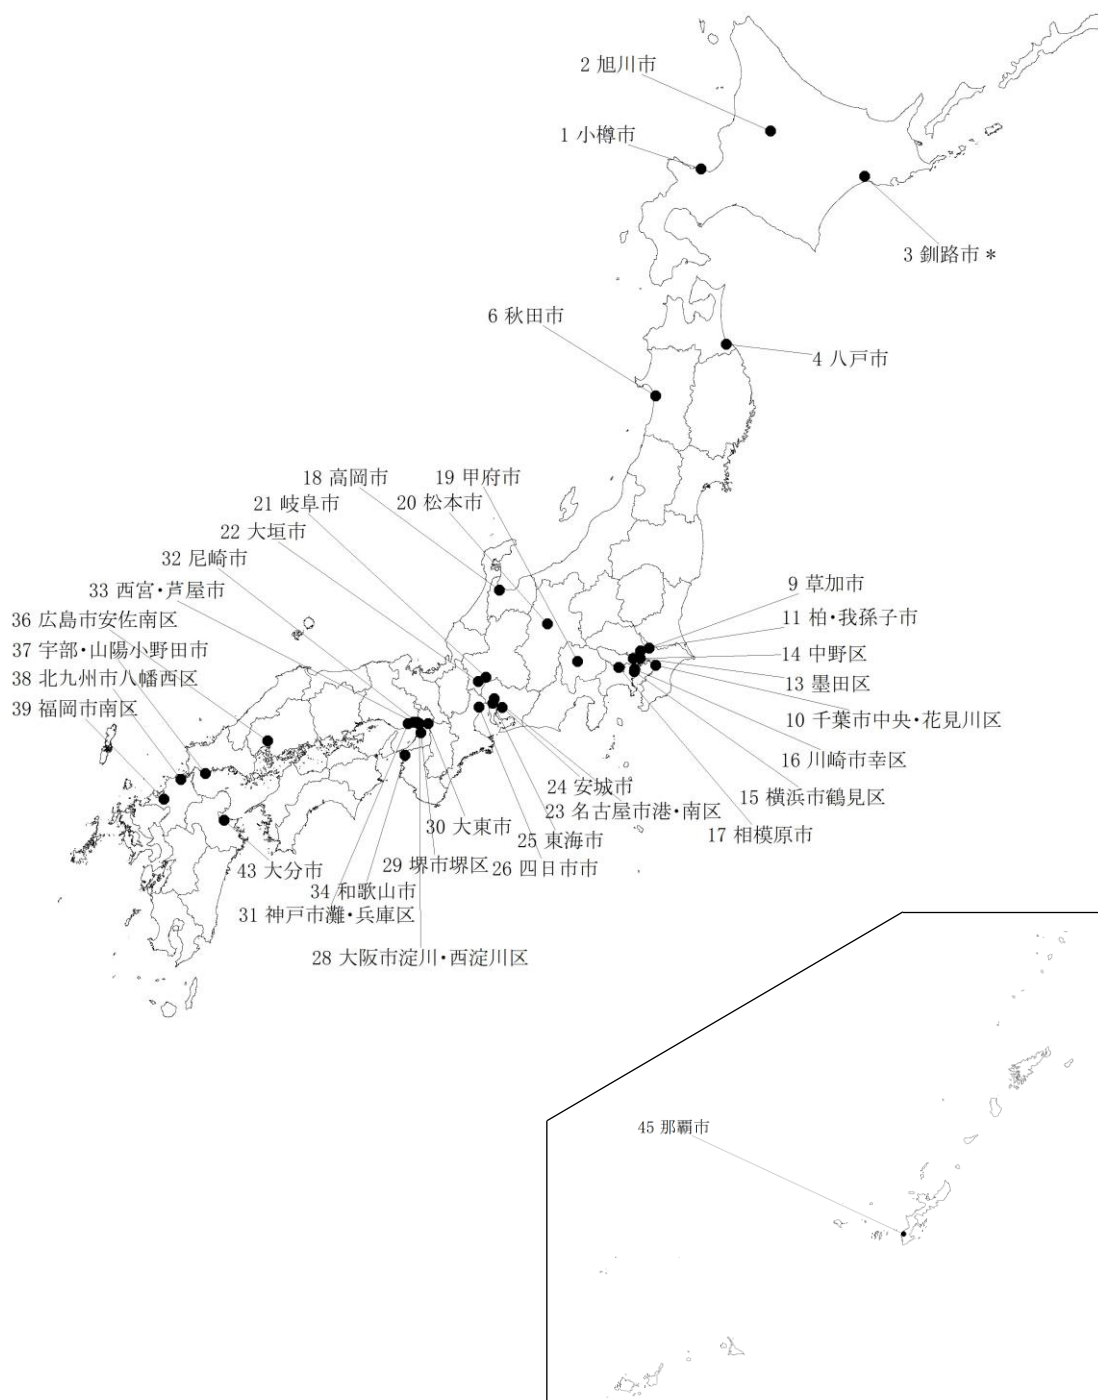 2 旭川市
1 小樽市
3 釧路市＊
6 秋田市
4 八戸市
18 高岡市
19 甲府市
21 岐阜市
20 松本市
22 大垣市
32 尼崎市
33 西宮・芦屋市
9 草加市
36 広島市安佐南区
11 柏・我孫子市
37 宇部・山陽小野田市
14 中野区
38 北九州市八幡西区
13 墨田区
39 福岡市南区
10 千葉市中央・花見川区
16 川崎市幸区
24 安城市
15 横浜市鶴見区
23 名古屋市港・南区
30 大東市
17 相模原市
25 東海市
43 大分市
29 堺市堺区
26 四日市市
34 和歌山市
31 神戸市灘・兵庫区
28 大阪市淀川・西淀川区
45 那覇市